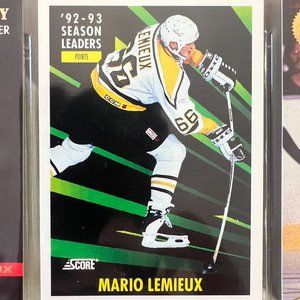 '92-93
SEASON
LEADERS
POINTS
LEMIEUX
66
66
SCORE
MARIO LEMIEUX